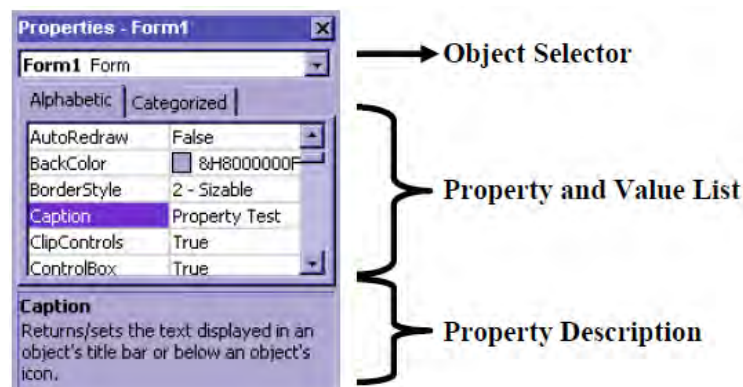 Properties - Form1
Form1 Form
Object Selector
Alphabetic Categorized
AutoRedraw False
BackColor &H8000000F
BorderStyle 2 - Sizable
Caption Property Test
Property and Value List
ClipControls True
ControlBox True
Caption
Returns/sets the text displayed in an
object's title bar or below an object's
icon.
Property Description